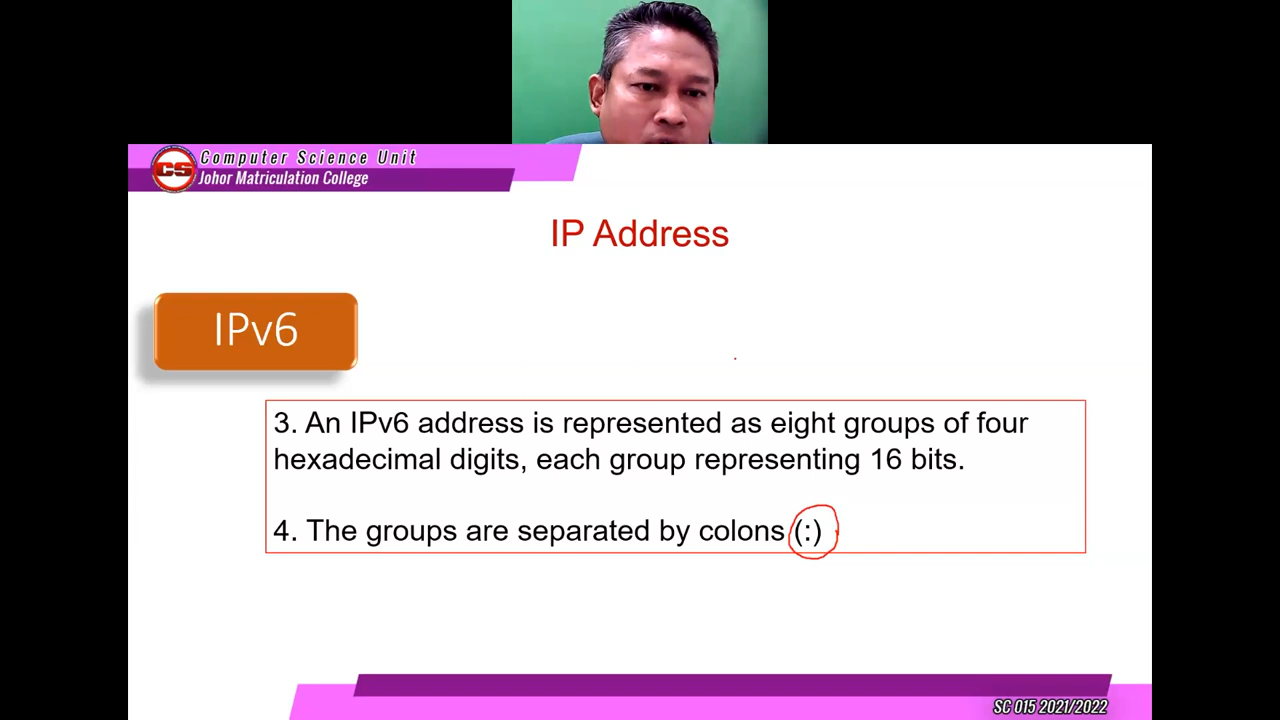 Computer Science Unit
CS
Johor Matriculation College
IP Address
IPv6
3. An IPv6 address is represented as eight groups of four
hexadecimal digits, each group representing 16 bits.
4. The groups are separated by colons (:)
SC 015 2021/2022